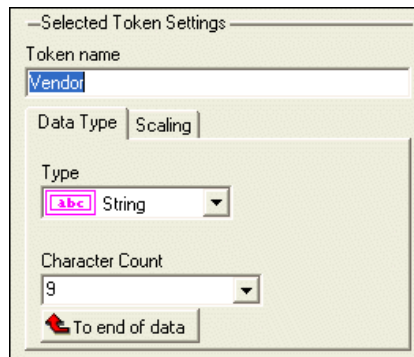 Selected Token Settings
Token name
Vendor
Data Type Scaling
Type
abc String
Character Count
9
To end of data